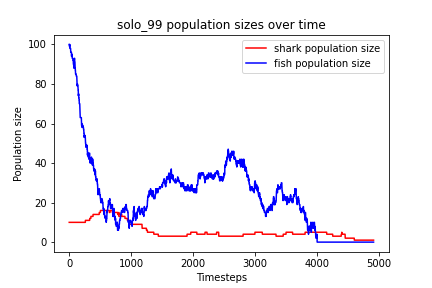 solo_99 population sizes over time
shark population size
fish population size
Population size
100
80
60
40
20
0
0
1000
2000
3000
4000
5000
Timesteps